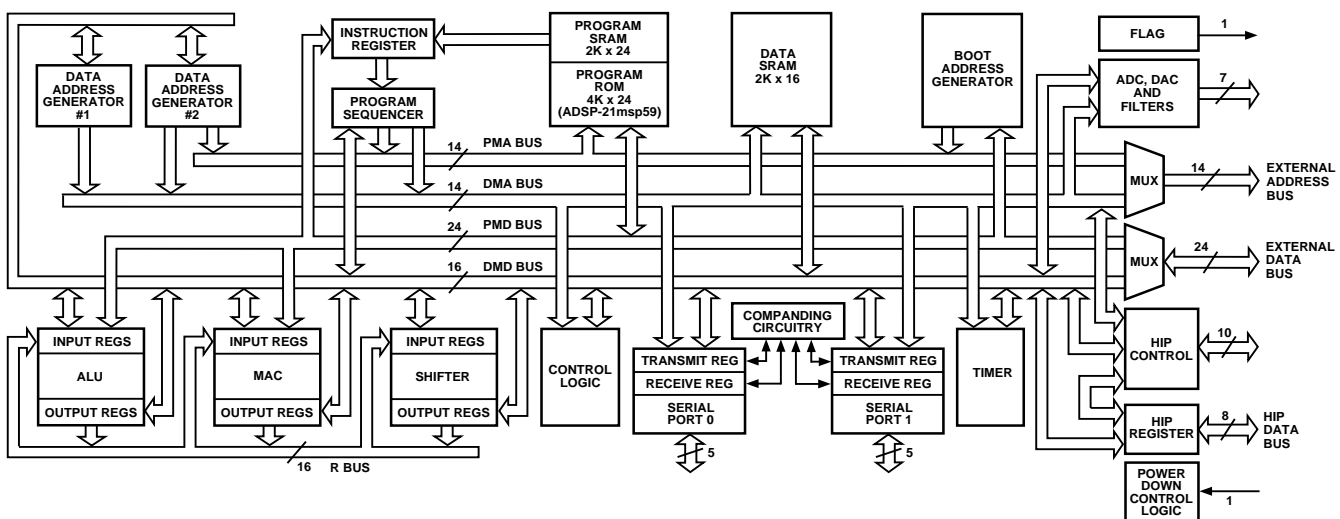 INSTRUCTION
REGISTER
PROGRAM
SRAM
2K x 24
PROGRAM
ROM
4K x 24
(ADSP-21msp59)
DATA
SRAM
2K x 16
BOOT
ADDRESS
GENERATOR
FLAG
1
DATA
ADDRESS
GENERATOR
#1
DATA
ADDRESS
GENERATOR
#2
PROGRAM
SEQUENCER
ADC, DAC
AND
FILTERS
7
14
PMA BUS
14
DMA BUS
24
PMD BUS
16
DMD BUS
MUX
14
EXTERNAL
ADDRESS
BUS
MUX
24
EXTERNAL
DATA
BUS
INPUT REGS
ALU
OUTPUT REGS
INPUT REGS
MAC
OUTPUT REGS
INPUT REGS
SHIFTER
OUTPUT REGS
16
R BUS
CONTROL
LOGIC
COMPANDING
CIRCUITRY
TRANSMIT REG
RECEIVE REG
SERIAL
PORT 0
5
TRANSMIT REG
RECEIVE REG
SERIAL
PORT 1
5
TIMER
HIP
CONTROL
10
HIP
REGISTER
8
HIP
DATA
BUS
POWER
DOWN
CONTROL
LOGIC
1